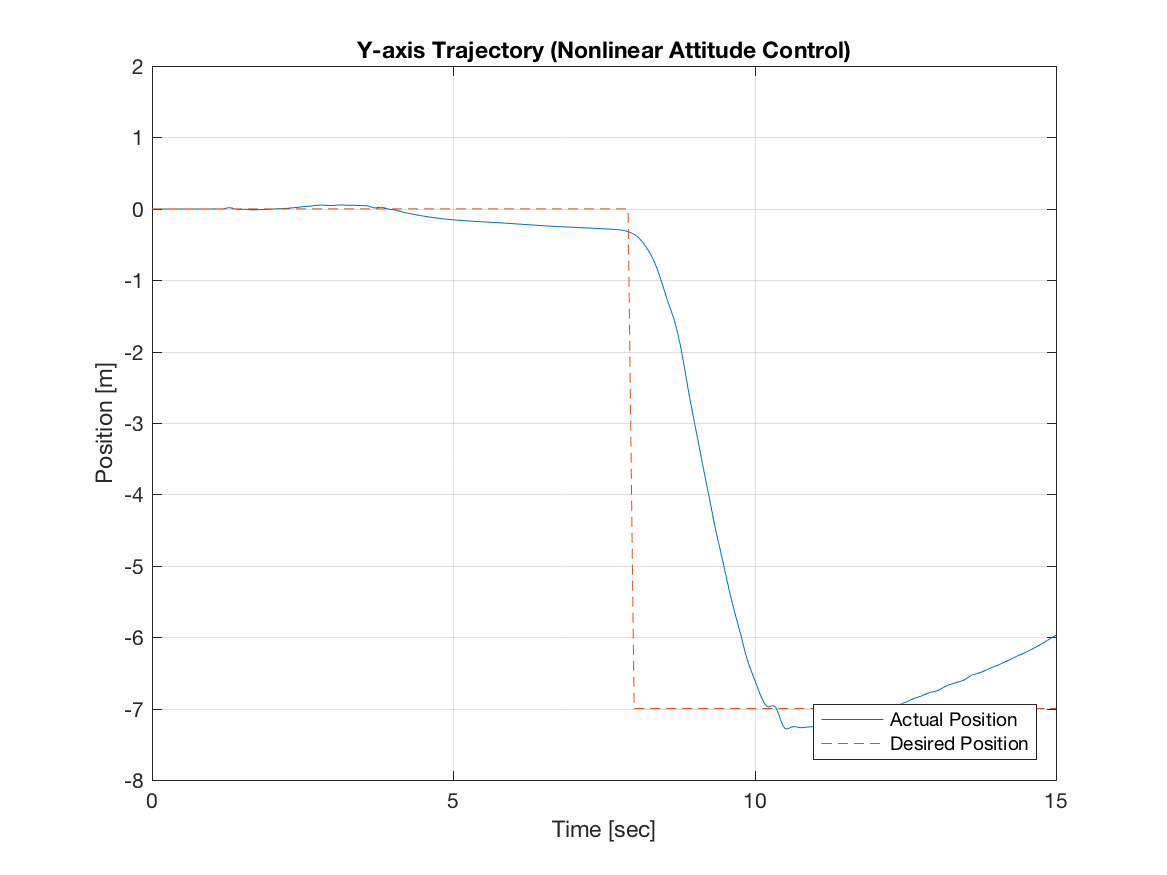 Y-axis Trajectory (Nonlinear Attitude Control)
2
1
0
-1
-2
-3
-4
-5
-6
-7
-8
Position [m]
Actual Position
Desired Position
0 5 10 15
Time [sec]